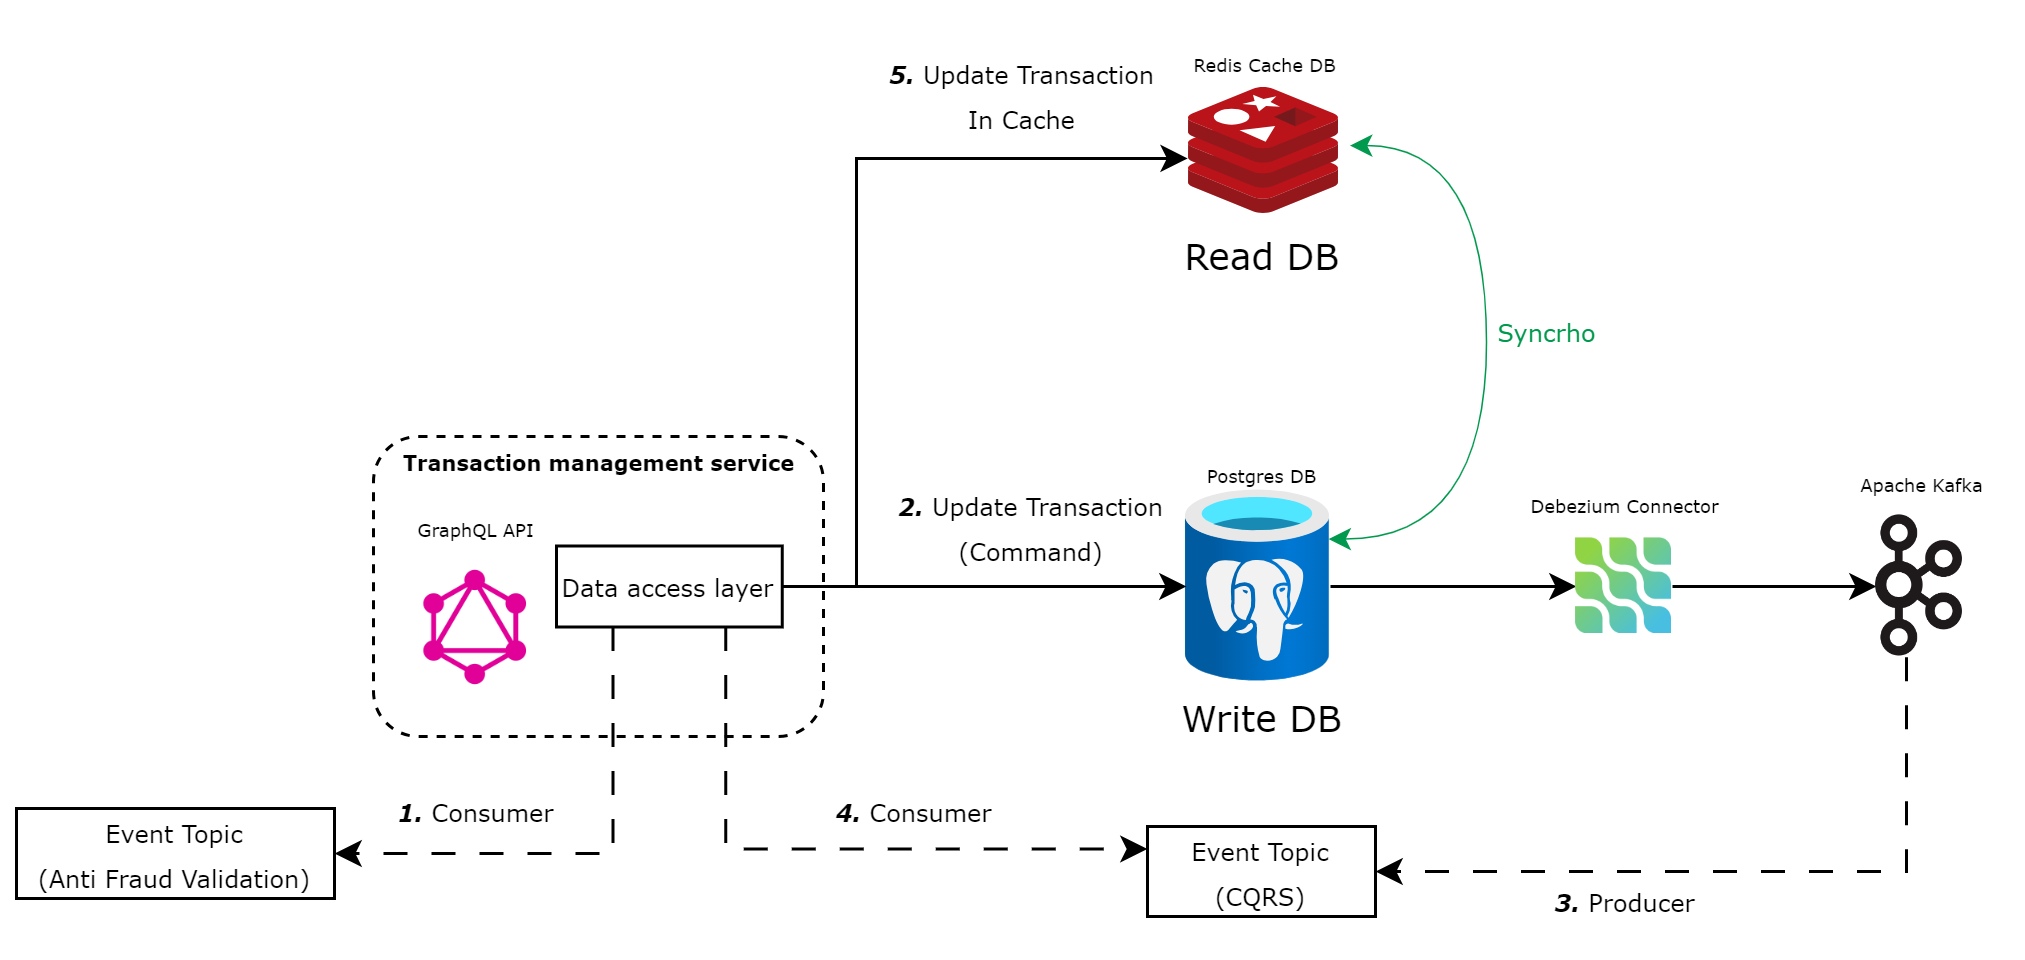 5. Update Transaction
In Cache
Redis Cache DB
Read DB
Syncrho
Transaction management service
GraphQL API
Data access layer
2. Update Transaction
(Command)
Postgres DB
Write DB
Debezium Connector
Apache Kafka
1. Consumer
Event Topic
(Anti Fraud Validation)
4. Consumer
Event Topic
(CQRS)
3. Producer